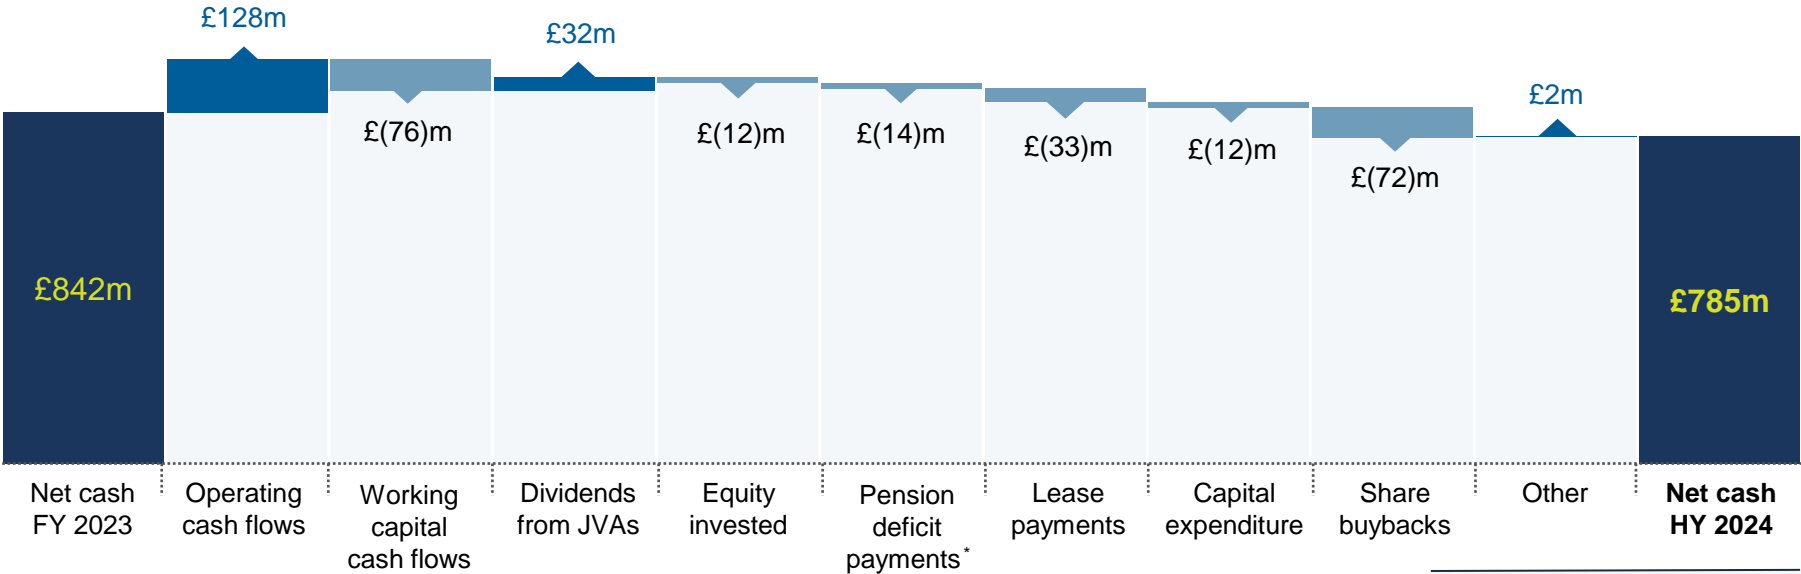 £128m
£32m
£2m
£(76)m
£(12)m
£(14)m
£(33)m
£(12)m
£(72)m
£842m
£785m
Net cash
FY 2023
Operating
cash flows
Working
capital
cash flows
Dividends
from JVAs
Equity
invested
Pension
deficit
payments*
Lease
payments
Capital
expenditure
Share
buybacks
Other
Net cash
HY 2024